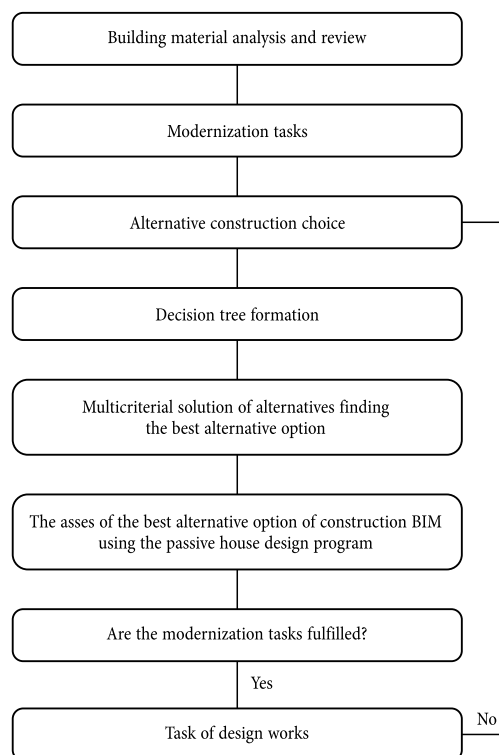 Building material analysis and review
Modernization tasks
Alternative construction choice
Decision tree formation
Multicriterial solution of alternatives finding
the best alternative option
The asses of the best alternative option of construction BIM
using the passive house design program
Are the modernization tasks fulfilled?
Yes
No
Task of design works